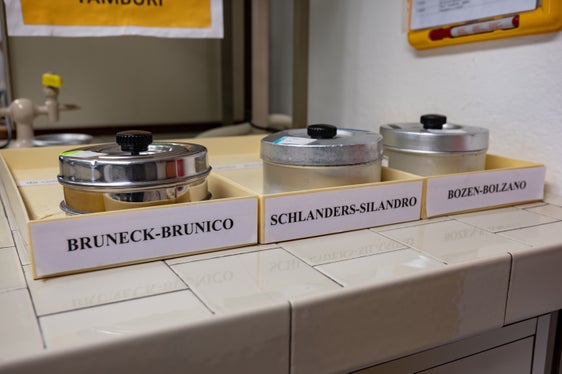 TAMBURI
BRUNECK-BRUNICO
SCHLANDERS-SILANDRO
BOZEN-BOLZANO